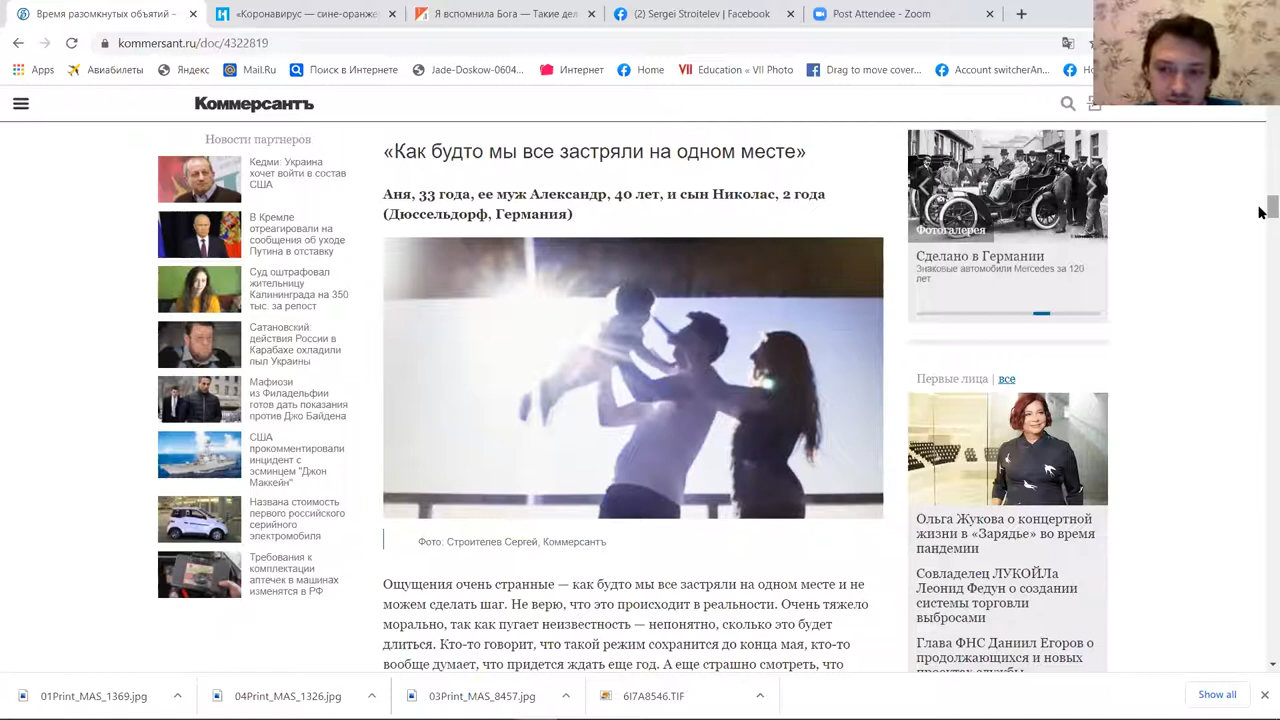 Время разомкнутых объятий –
«Коронавирус — сине-оранже
Я вспомнила Бога — Такие дел
(2) Sergei Stroitelev | Facebook
Post Attendee - Zoom
kommersant.ru/doc/4322819
Apps
Авиабилеты
Яндекс
Mail.Ru
Поиск в Интернете
Jade-Doskow-0604...
Интернет
Home
VII Education « VII Photo
Drag to move cover...
Account switcherAn...
Коммерсантъ
Новости партнеров
Кедми: Украина
хочет войти в состав
США
В Кремле
отреагировали на
сообщения об уходе
Путина в отставку
Суд оштрафовал
жительницу
Калининграда на 350
тыс. за репост
Сатановский:
действия России в
Карабахе охладили
пыл Украины
Мафиози
из Филадельфии
готов дать показания
против Джо Байдена
США
прокомментировали
инцидент с
эсминцем "Джон
Маккейн"
Названа стоимость
первого российского
серийного
электромобиля
Требования к
комплектации
аптечек в машинах
изменятся в РФ
«Как будто мы все застряли на одном месте»
Аня, 33 года, ее муж Александр, 40 лет, и сын Николас, 2 года
(Дюссельдорф, Германия)
Фото: Строителев Сергей, Коммерсантъ
Ощущения очень странные — как будто мы все застряли на одном месте и не
можем сделать шаг. Не верю, что это происходит в реальности. Очень тяжело
морально, так как пугает неизвестность — непонятно, сколько это будет
длиться. Кто-то говорит, что такой режим сохранится до конца мая, кто-то
вообще думает, что придется ждать еще год. А еще страшно смотреть, что
Фотогалерея
Сделано в Германии
Знаковые автомобили Mercedes за 120
лет
Первые лица | все
Ольга Жукова о концертной
жизни в «Зарядье» во время
пандемии
Совладелец ЛУКОЙЛа
Леонид Федун о создании
системы торговли
выбросами
Глава ФНС Даниил Егоров о
продолжающихся и новых
проектах службы
01Print_MAS_1369.jpg
04Print_MAS_1326.jpg
03Print_MAS_8457.jpg
6I7A8546.TIF
Show all